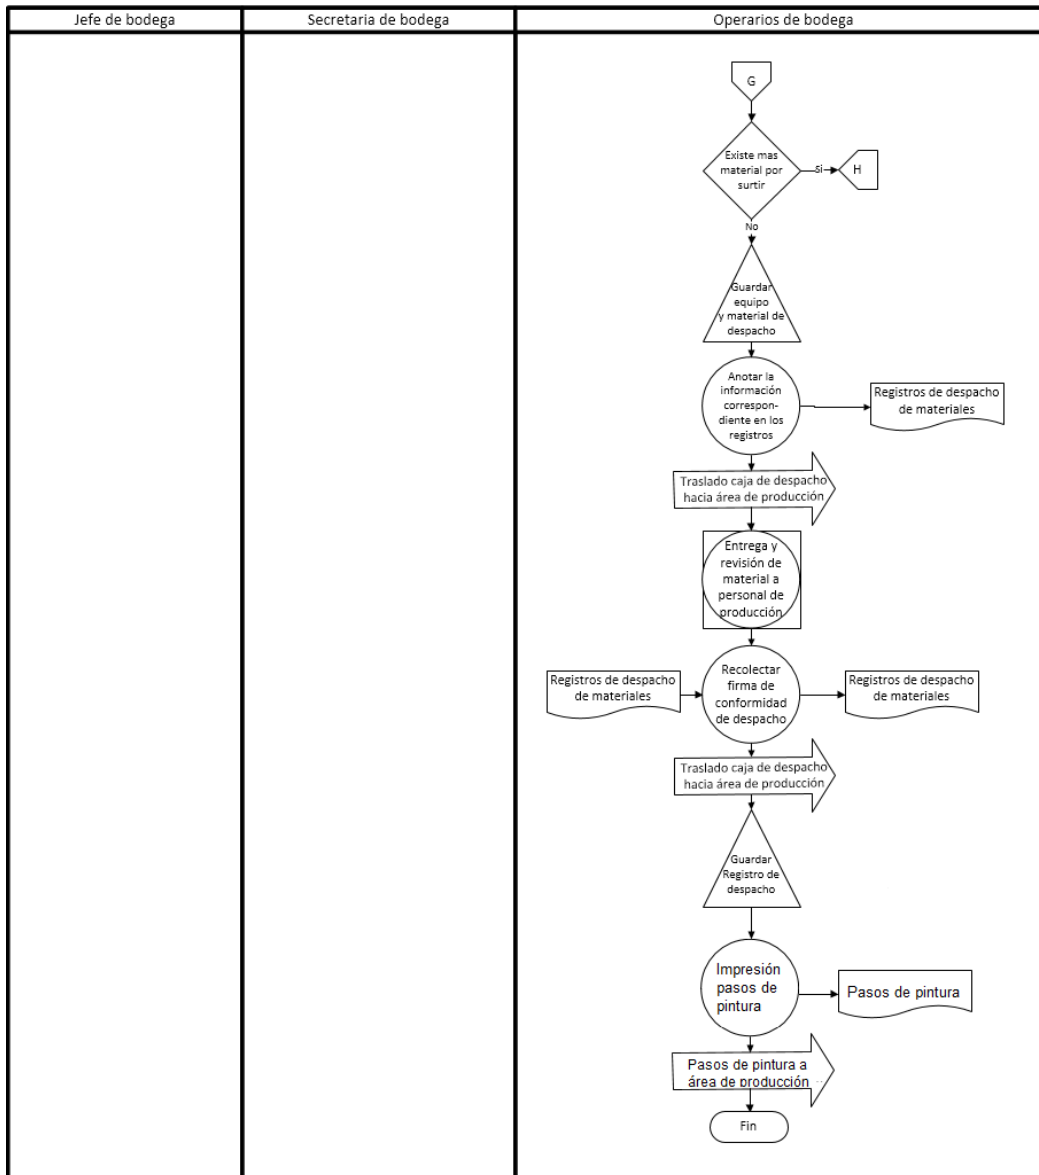 Jefe de bodega
Secretaria de bodega
Operarios de bodega
G
Existe mas
material por
surtir
Si
H
No
Guardar
equipo
y material de
despacho
Anotar la
información
correspon-
diente en los
registros
Registros de despacho
de materiales
Traslado caja de despacho
hacia área de producción
Entrega y
revisión de
material a
personal de
producción
Registros de despacho
de materiales
Recolectar
firma de
conformidad
de despacho
Registros de despacho
de materiales
Traslado caja de despacho
hacia área de producción
Guardar
Registro de
despacho
Impresión
pasos de
pintura
Pasos de pintura
Pasos de pintura a
área de producción
Fin